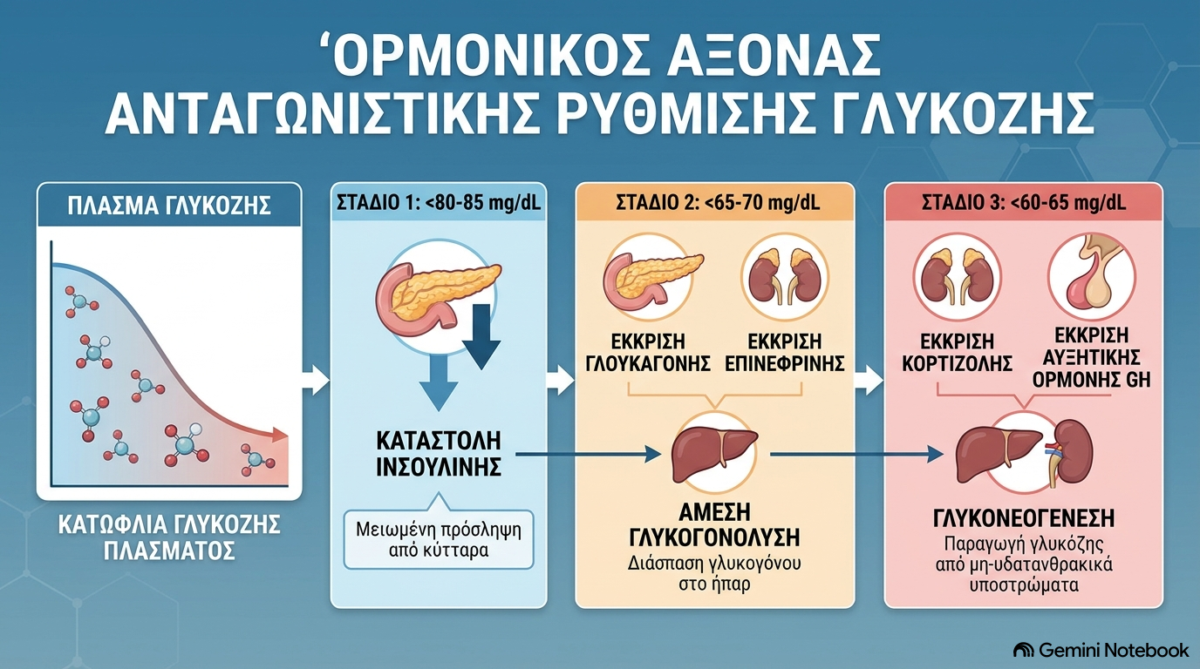 ‘ΟΡΜΟΝΙΚΟΣ ΑΞΟΝΑΣ
ΑΝΤΑΓΩΝΙΣΤΙΚΗΣ ΡΥΘΜΙΣΗΣ ΓΛΥΚΟΖΗΣ
ΠΛΑΣΜΑ ΓΛΥΚΟΖΗΣ
ΚΑΤΩΦΛΙΑ ΓΛΥΚΟΖΗΣ
ΠΛΑΣΜΑΤΟΣ
ΣΤΑΔΙΟ 1: <80-85 mg/dL
ΚΑΤΑΣΤΟΛΗ
ΙΝΣΟΥΛΙΝΗΣ
Μειωμένη πρόσληψη
από κύτταρα
ΣΤΑΔΙΟ 2: <65-70 mg/dL
ΕΚΚΡΙΣΗ
ΓΛΟΥΚΑΓΟΝΗΣ
ΕΚΚΡΙΣΗ
ΕΠΙΝΕΦΡΙΝΗΣ
ΑΜΕΣΗ
ΓΛΥΚΟΓΟΝΟΛΥΣΗ
Διάσπαση γλυκογόνου
στο ήπαρ
ΣΤΑΔΙΟ 3: <60-65 mg/dL
ΕΚΚΡΙΣΗ
ΚΟΡΤΙΖΟΛΗΣ
ΕΚΚΡΙΣΗ
ΑΥΞΗΤΙΚΗΣ
ΟΡΜΟΝΗΣ GH
ΓΛΥΚΟΝΕΟΓΕΝΕΣΗ
Παραγωγή γλυκόζης
από μη-υδατανθρακικά
υποστρώματα
Gemini Notebook